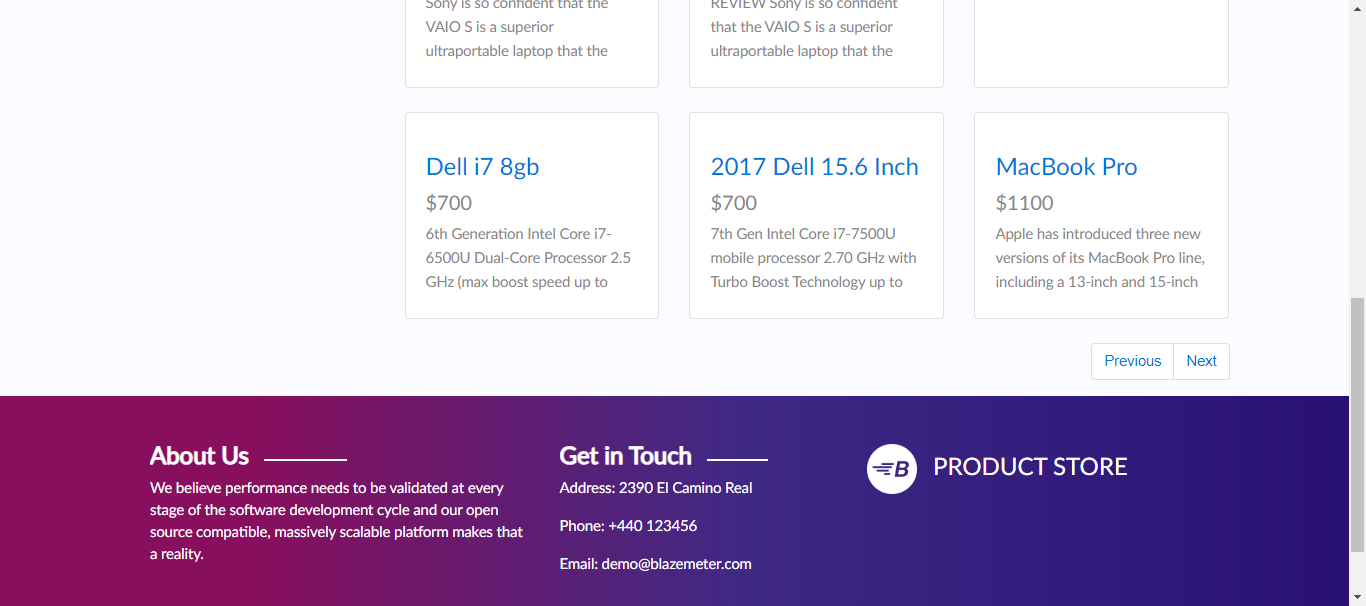 Sony is so confident that the
VAIO S is a superior
ultraportable laptop that the
REVIEW Sony is so confident
that the VAIO S is a superior
ultraportable laptop that the
Dell i7 8gb
$700
6th Generation Intel Core i7-
6500U Dual-Core Processor 2.5
GHz (max boost speed up to
2017 Dell 15.6 Inch
$700
7th Gen Intel Core i7-7500U
mobile processor 2.70 GHz with
Turbo Boost Technology up to
MacBook Pro
$1100
Apple has introduced three new
versions of its MacBook Pro line,
including a 13-inch and 15-inch
Previous
Next
About Us
We believe performance needs to be validated at every
stage of the software development cycle and our open
source compatible, massively scalable platform makes that
a reality.
Get in Touch
Address: 2390 El Camino Real
Phone: +440 123456
Email: demo@blazemeter.com
B
PRODUCT STORE